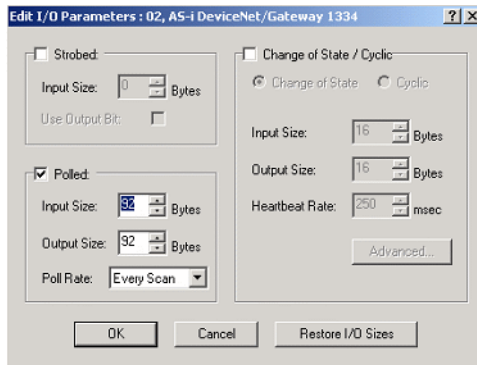 Edit I/O Parameters : 02, AS-i DeviceNet/Gateway 1334
Strobed:
Input Size: 0 Bytes
Use Output Bit:
Polled:
Input Size: 92 Bytes
Output Size: 92 Bytes
Poll Rate: Every Scan
Change of State / Cyclic
Change of State Cyclic
Input Size: 16 Bytes
Output Size: 16 Bytes
Heartbeat Rate: 250 msec
Advanced...
OK Cancel Restore I/O Sizes